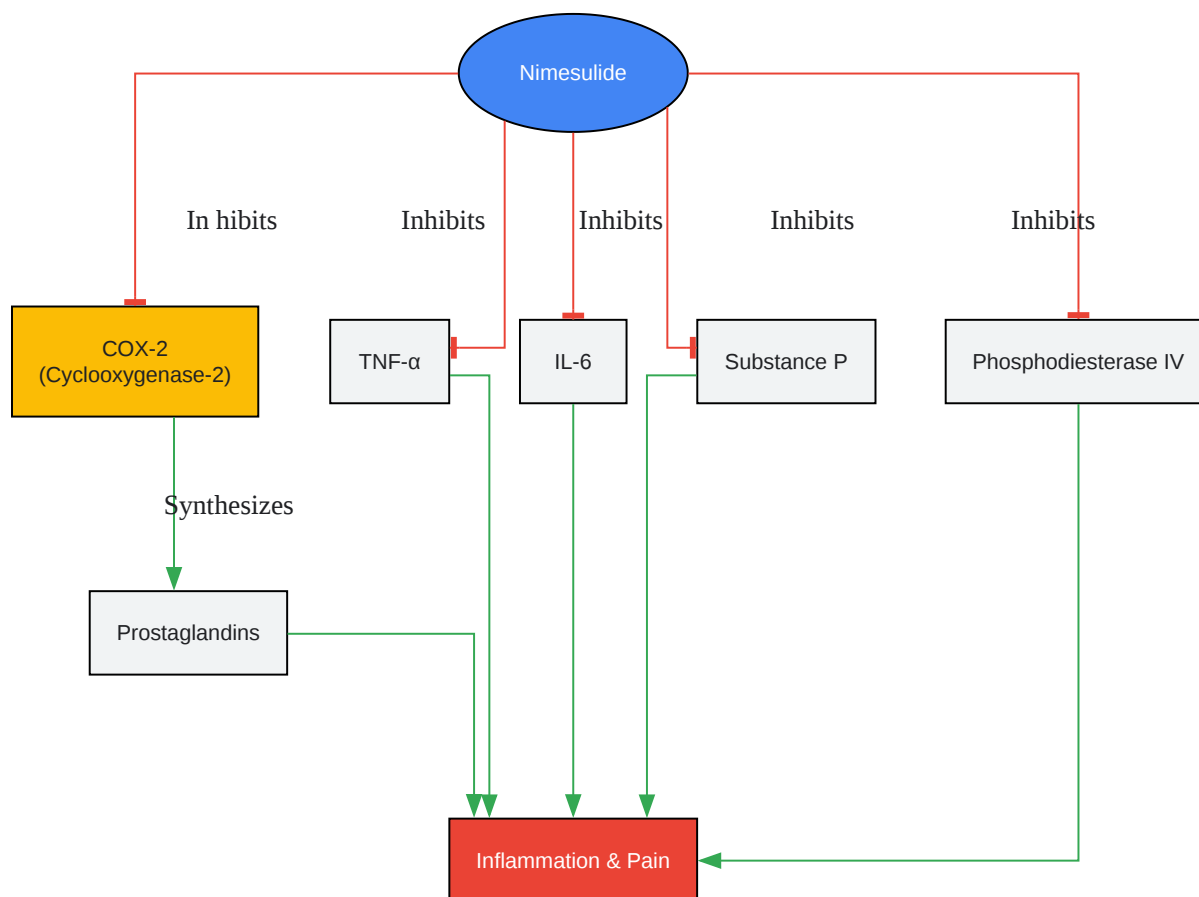 Nimesulide
In hibits
Inhibits
Inhibits
Inhibits
Inhibits
COX-2
(Cyclooxygenase-2)
TNF-α
IL-6
Substance P
Phosphodiesterase IV
Synthesizes
Prostaglandins
Inflammation & Pain